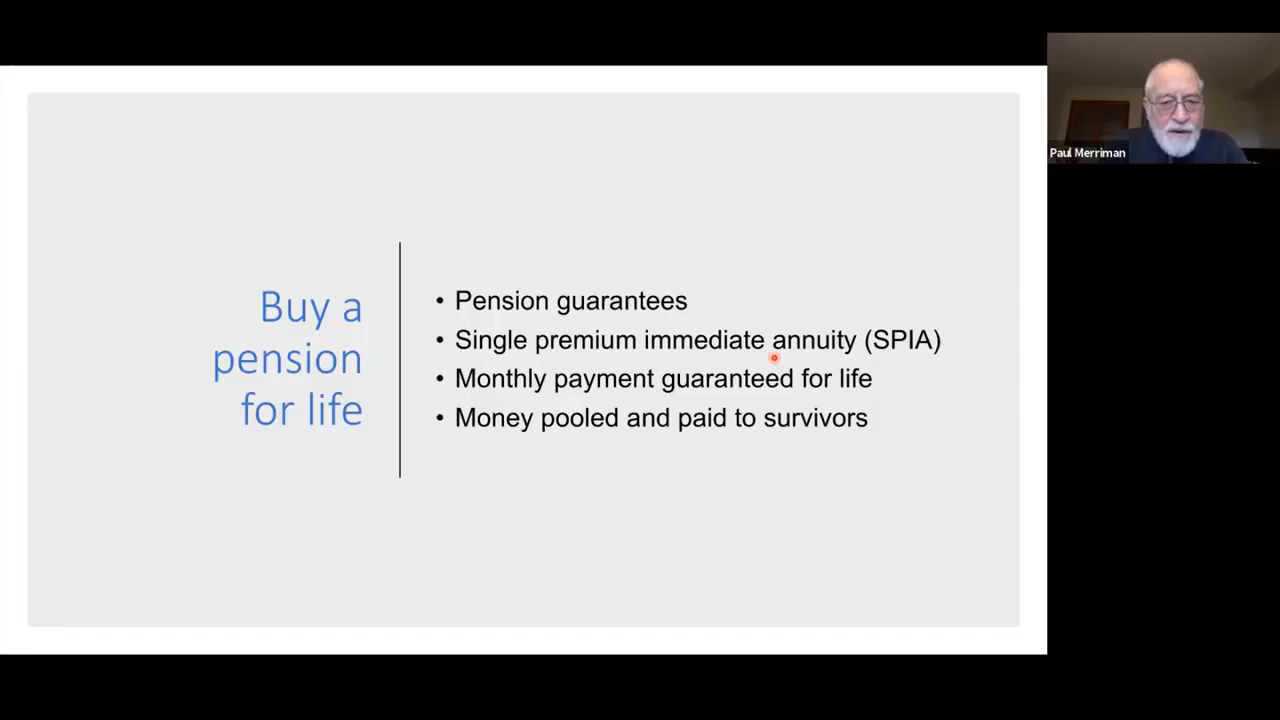 Buy a
pension
for life
• Pension guarantees
• Single premium immediate annuity (SPIA)
• Monthly payment guaranteed for life
• Money pooled and paid to survivors
Paul Merriman